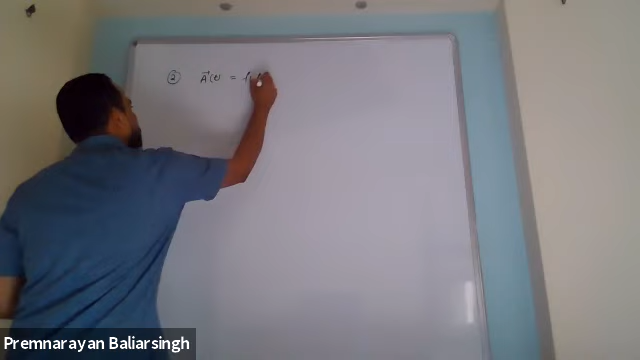 ② A⃗(t) =
Premnarayan Baliarsingh